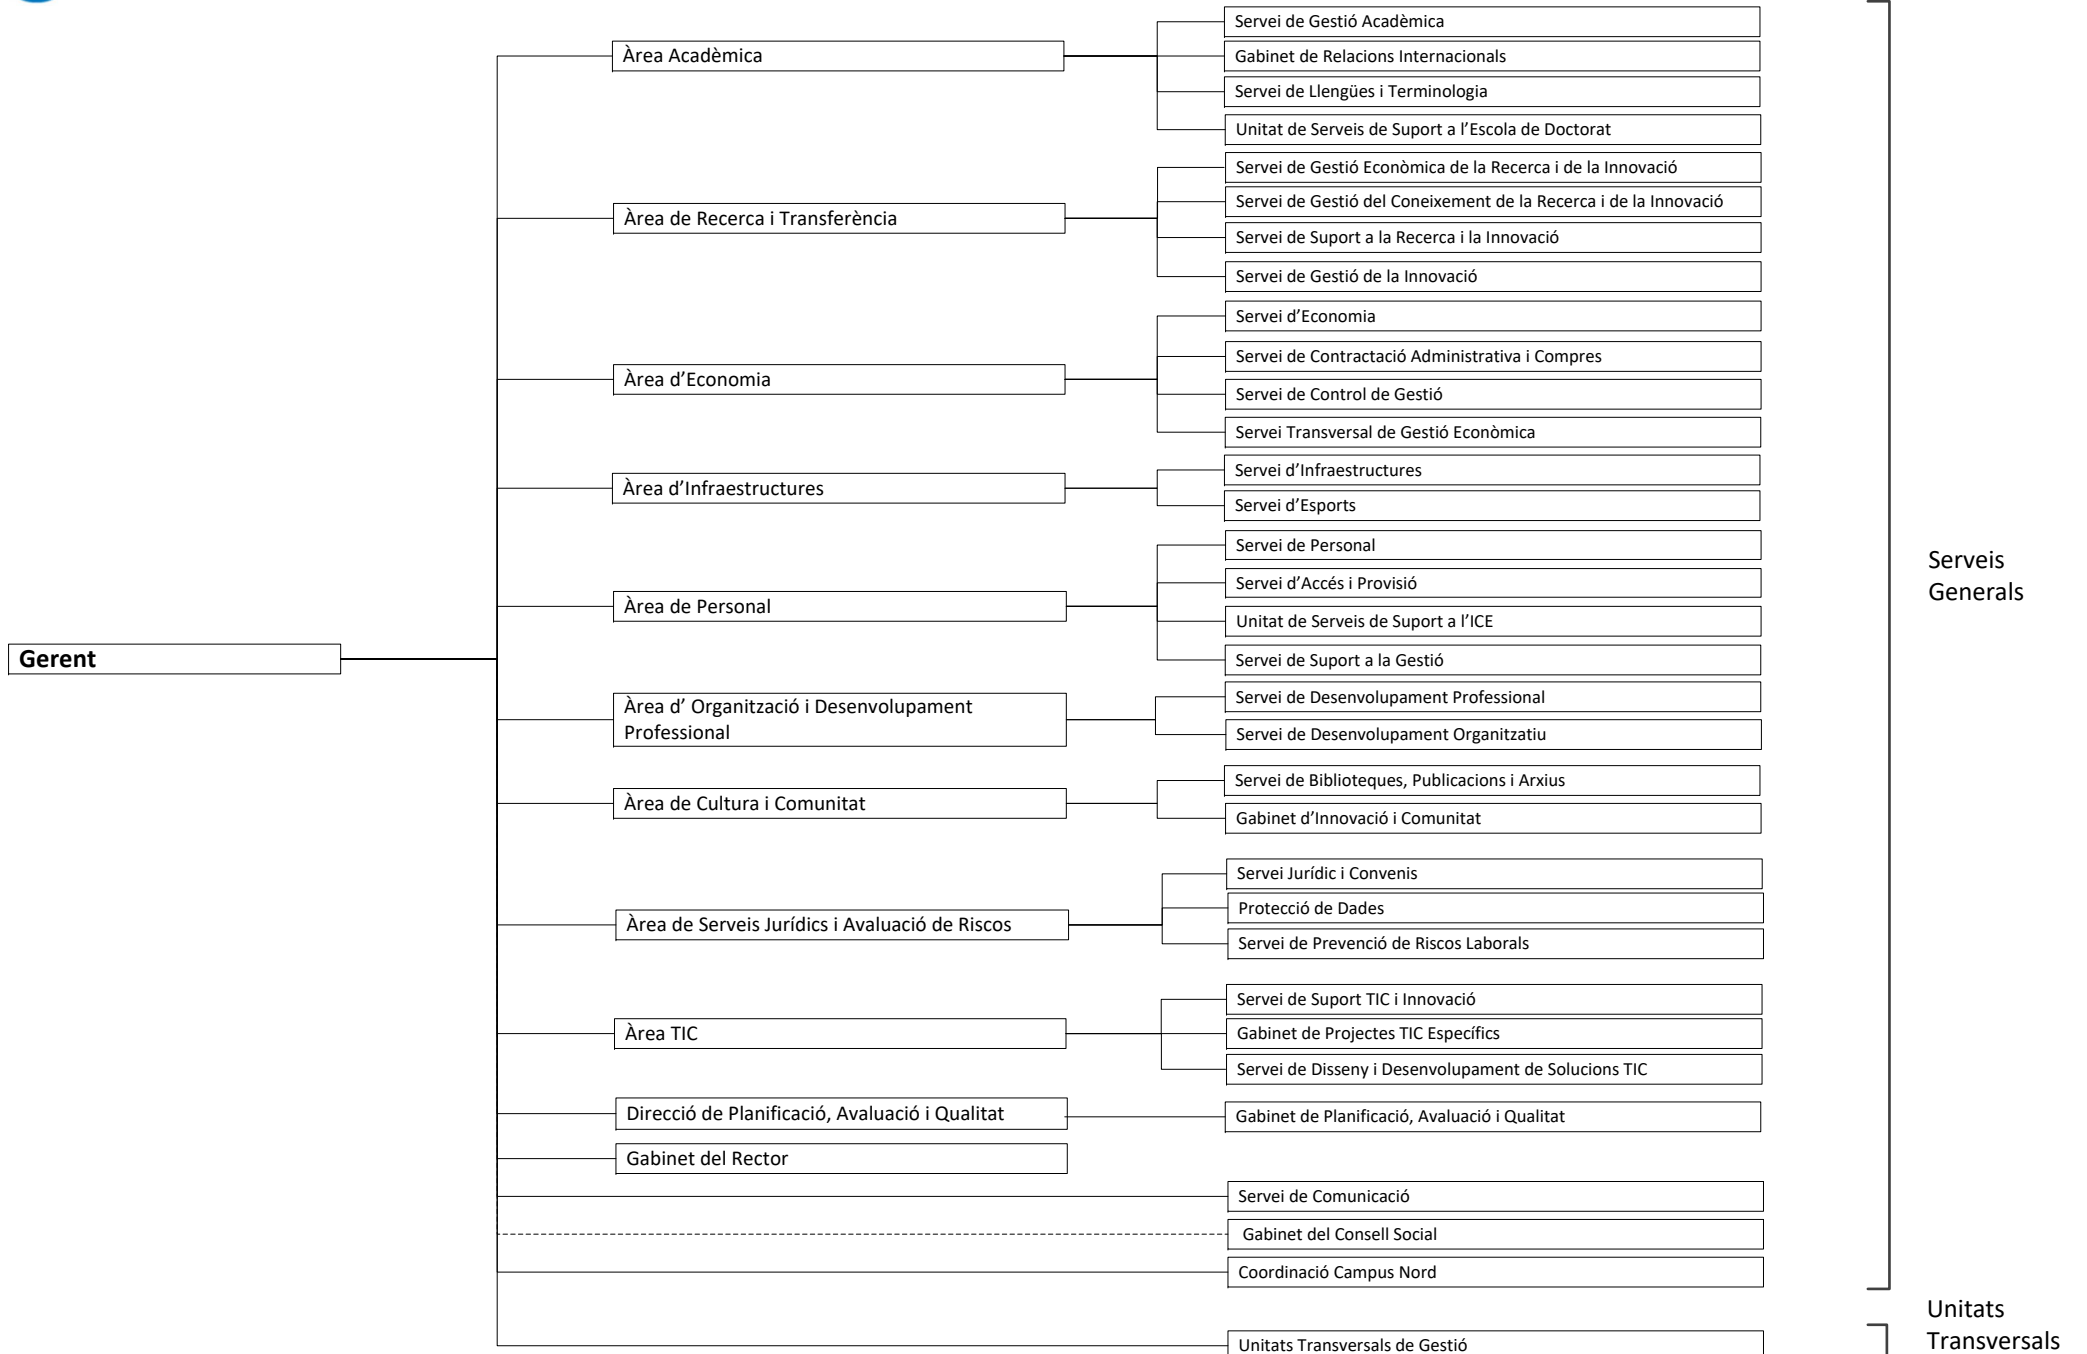 Gerent
Àrea Acadèmica
Servei de Gestió Acadèmica
Gabinet de Relacions Internacionals
Servei de Llengües i Terminologia
Unitat de Serveis de Suport a l’Escola de Doctorat
Àrea de Recerca i Transferència
Servei de Gestió Econòmica de la Recerca i de la Innovació
Servei de Gestió del Coneixement de la Recerca i de la Innovació
Servei de Suport a la Recerca i la Innovació
Servei de Gestió de la Innovació
Àrea d’Economia
Servei d’Economia
Servei de Contractació Administrativa i Compres
Servei de Control de Gestió
Servei Transversal de Gestió Econòmica
Àrea d’Infraestructures
Servei d’Infraestructures
Servei d’Esports
Àrea de Personal
Servei de Personal
Servei d’Accés i Provisió
Unitat de Serveis de Suport a l’ICE
Servei de Suport a la Gestió
Àrea d’ Organització i Desenvolupament
Professional
Servei de Desenvolupament Professional
Servei de Desenvolupament Organitzatiu
Àrea de Cultura i Comunitat
Servei de Biblioteques, Publicacions i Arxius
Gabinet d’Innovació i Comunitat
Àrea de Serveis Jurídics i Avaluació de Riscos
Servei Jurídic i Convenis
Protecció de Dades
Servei de Prevenció de Riscos Laborals
Àrea TIC
Servei de Suport TIC i Innovació
Gabinet de Projectes TIC Específics
Servei de Disseny i Desenvolupament de Solucions TIC
Direcció de Planificació, Avaluació i Qualitat
Gabinet de Planificació, Avaluació i Qualitat
Gabinet del Rector
Servei de Comunicació
Gabinet del Consell Social
Coordinació Campus Nord
Unitats Transversals de Gestió
Serveis
Generals
Unitats
Transversals